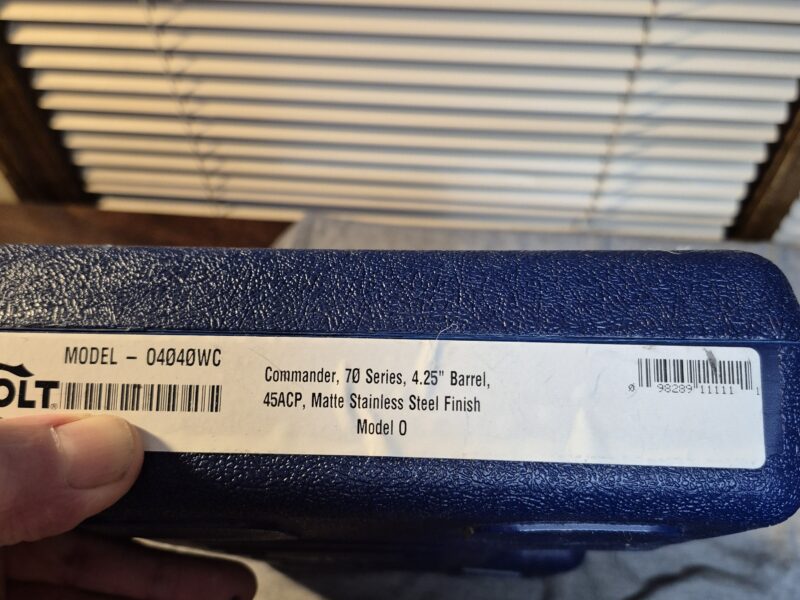 MODEL - 04040WC
OLT®
Commander, 70 Series, 4.25" Barrel,
45ACP, Matte Stainless Steel Finish
Model O
0 98289 11111 1